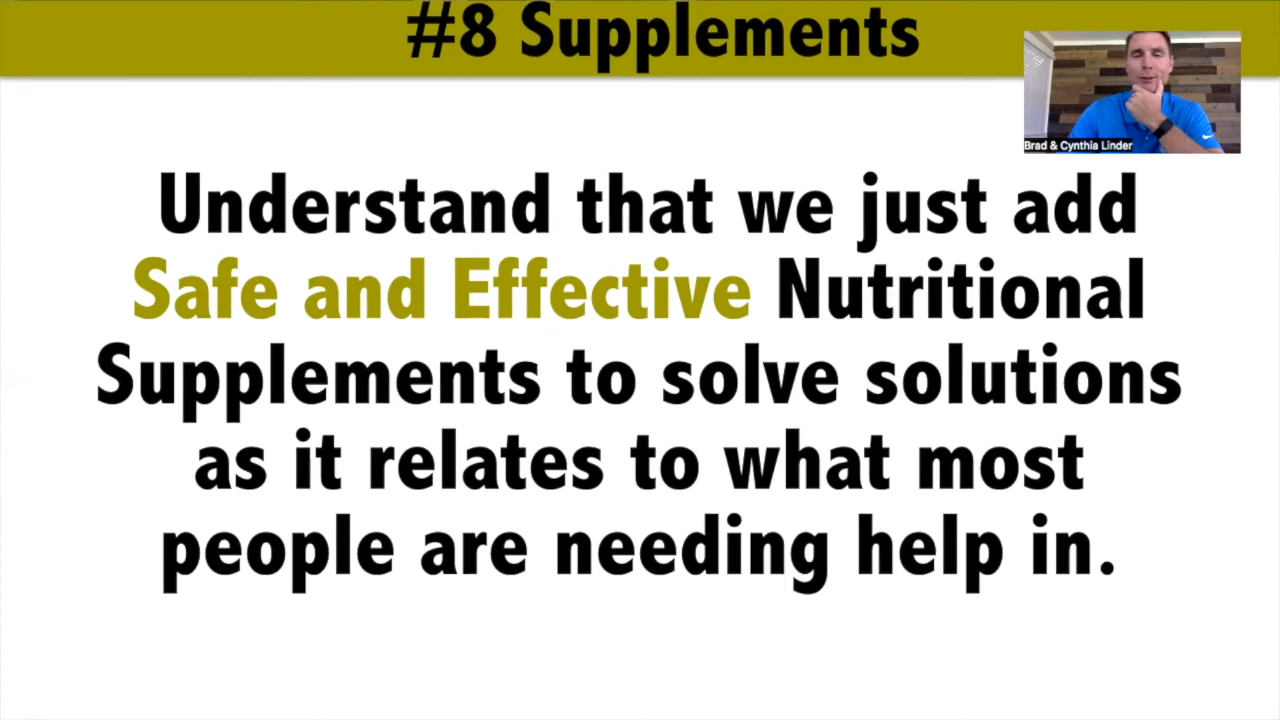 #8 Supplements
Brad & Cynthia Linder
Understand that we just add
Safe and Effective Nutritional
Supplements to solve solutions
as it relates to what most
people are needing help in.